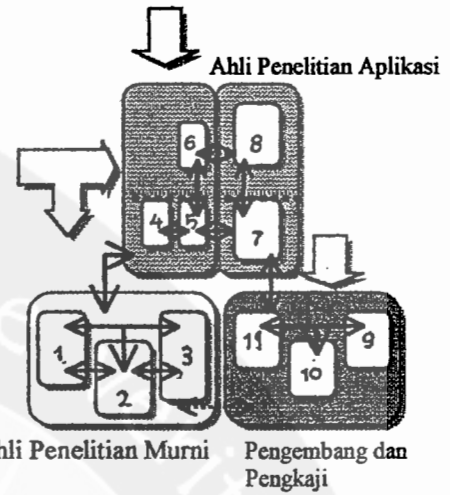 Ahli Penelitian Aplikasi
6 8
4 5 7
1 2 3
11 10 9
hli Penelitian Murni
Pengembang dan
Pengkaji